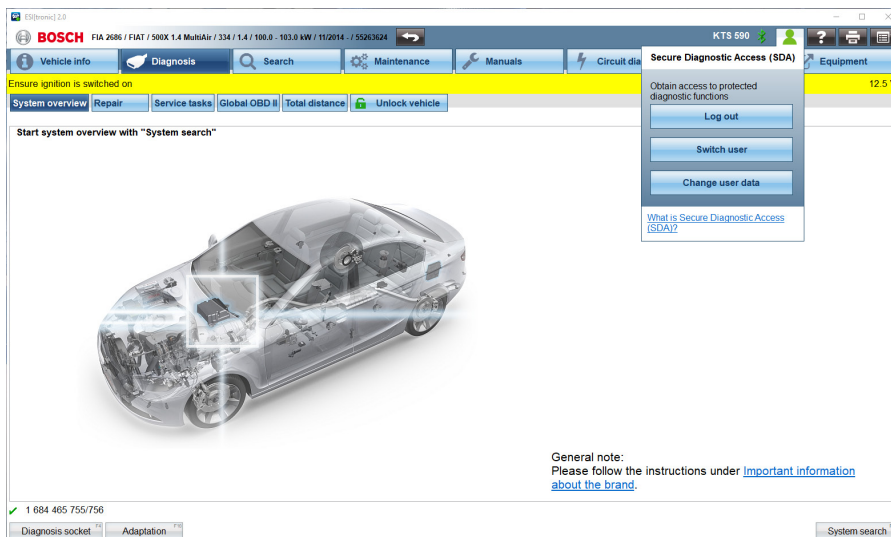 ESI[tronic] 2.0
BOSCH FIA 2686 / FIAT / 500X 1.4 MultiAir / 334 / 1.4 / 100.0 - 103.0 kW / 11/2014 - / 55263624
KTS 590
?
Vehicle info
Diagnosis
Search
Maintenance
Manuals
Circuit dia
Equipment
Ensure ignition is switched on
12.5
System overview
Repair
Service tasks
Global OBD II
Total distance
Unlock vehicle
Secure Diagnostic Access (SDA)
Obtain access to protected
diagnostic functions
Log out
Switch user
Change user data
What is Secure Diagnostic Access
(SDA)?
Start system overview with "System search"
General note:
Please follow the instructions under Important information
about the brand.
1 684 465 755/756
Diagnosis socket
Adaptation
System search